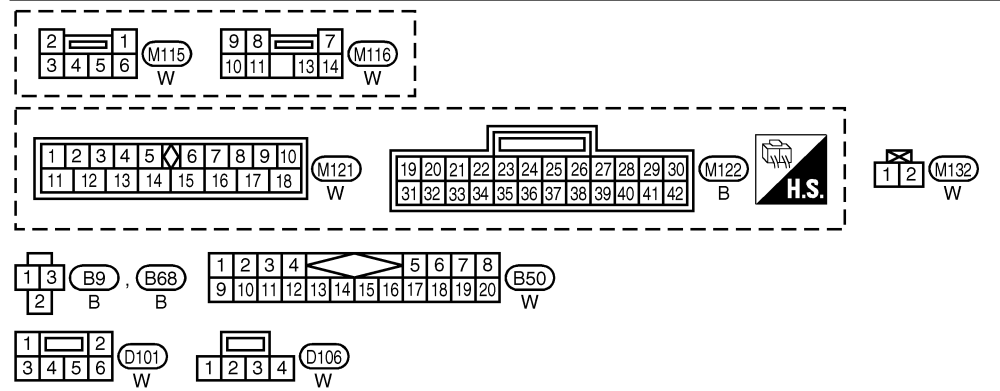 2 1 9 8 7
3 4 5 6 M115 10 11 13 14 M116
W W
1 2 3 4 5 6 7 8 9 10 19 20 21 22 23 24 25 26 27 28 29 30
11 12 13 14 15 16 17 18 M121 31 32 33 34 35 36 37 38 39 40 41 42 M122 H.S. 1 2 M132
W B W
1 3 B9 , B68 1 2 3 4 5 6 7 8
2 B B 9 10 11 12 13 14 15 16 17 18 19 20 B50
W
1 2
3 4 5 6 D101 1 2 3 4 D106
W W